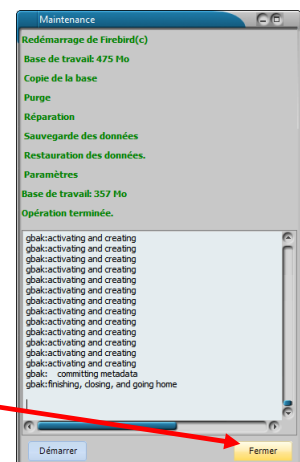 Maintenance
Redémarrage de Firebird(c)
Base de travail: 475 Mo
Copie de la base
Purge
Réparation
Sauvegarde des données
Restauration des données.
Paramètres
Base de travail: 357 Mo
Opération terminée.
gbak:activating and creating
gbak:activating and creating
gbak:activating and creating
gbak:activating and creating
gbak:activating and creating
gbak:activating and creating
gbak:activating and creating
gbak:activating and creating
gbak:activating and creating
gbak:activating and creating
gbak:activating and creating
gbak:activating and creating
gbak:activating and creating
gbak: committing metadata
gbak:finishing, closing, and going home
Démarrer
Fermer